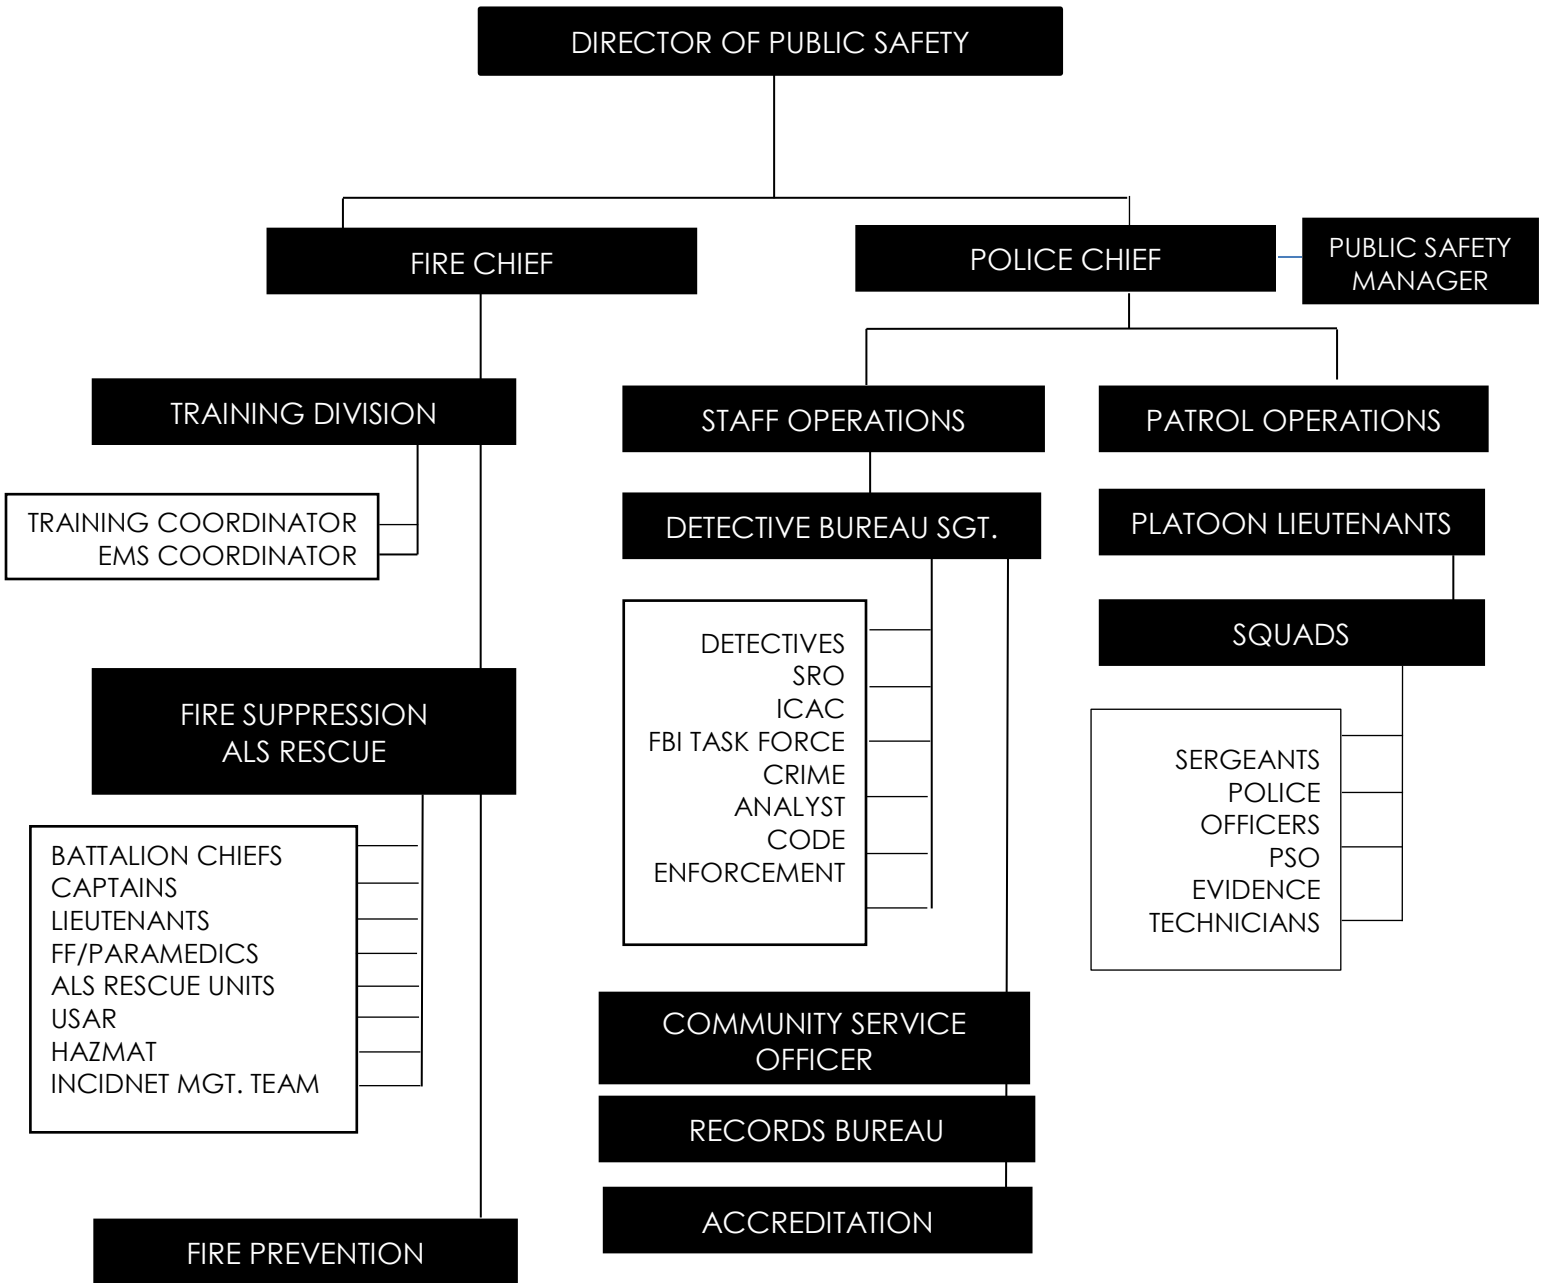 DIRECTOR OF PUBLIC SAFETY
FIRE CHIEF
POLICE CHIEF
PUBLIC SAFETY
MANAGER
TRAINING DIVISION
TRAINING COORDINATOR
EMS COORDINATOR
FIRE SUPPRESSION
ALS RESCUE
BATTALION CHIEFS
CAPTAINS
LIEUTENANTS
FF/PARAMEDICS
ALS RESCUE UNITS
USAR
HAZMAT
INCIDNET MGT. TEAM
FIRE PREVENTION
STAFF OPERATIONS
DETECTIVE BUREAU SGT.
DETECTIVES
SRO
ICAC
FBI TASK FORCE
CRIME
ANALYST
CODE
ENFORCEMENT
COMMUNITY SERVICE
OFFICER
RECORDS BUREAU
ACCREDITATION
PATROL OPERATIONS
PLATOON LIEUTENANTS
SQUADS
SERGEANTS
POLICE
OFFICERS
PSO
EVIDENCE
TECHNICIANS